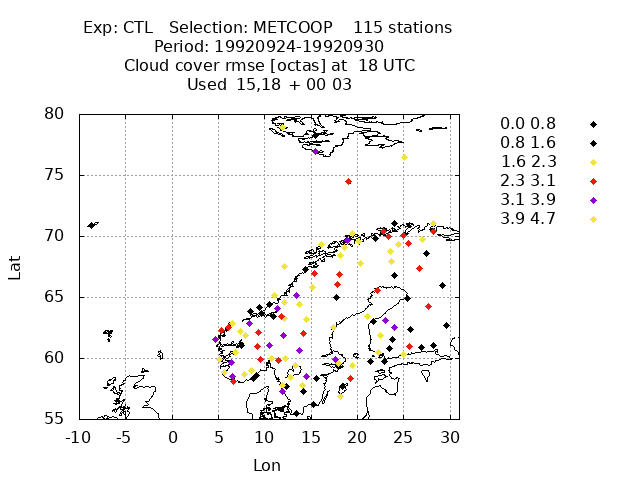 Exp: CTL   Selection: METCOOP    115 stations
Period: 19920924-19920930
Cloud cover rmse [octas] at  18 UTC
Used  15,18 + 00 03
80
75
70
65
60
55
-10 -5 0 5 10 15 20 25 30
Lat
Lon
0.0 0.8
0.8 1.6
1.6 2.3
2.3 3.1
3.1 3.9
3.9 4.7